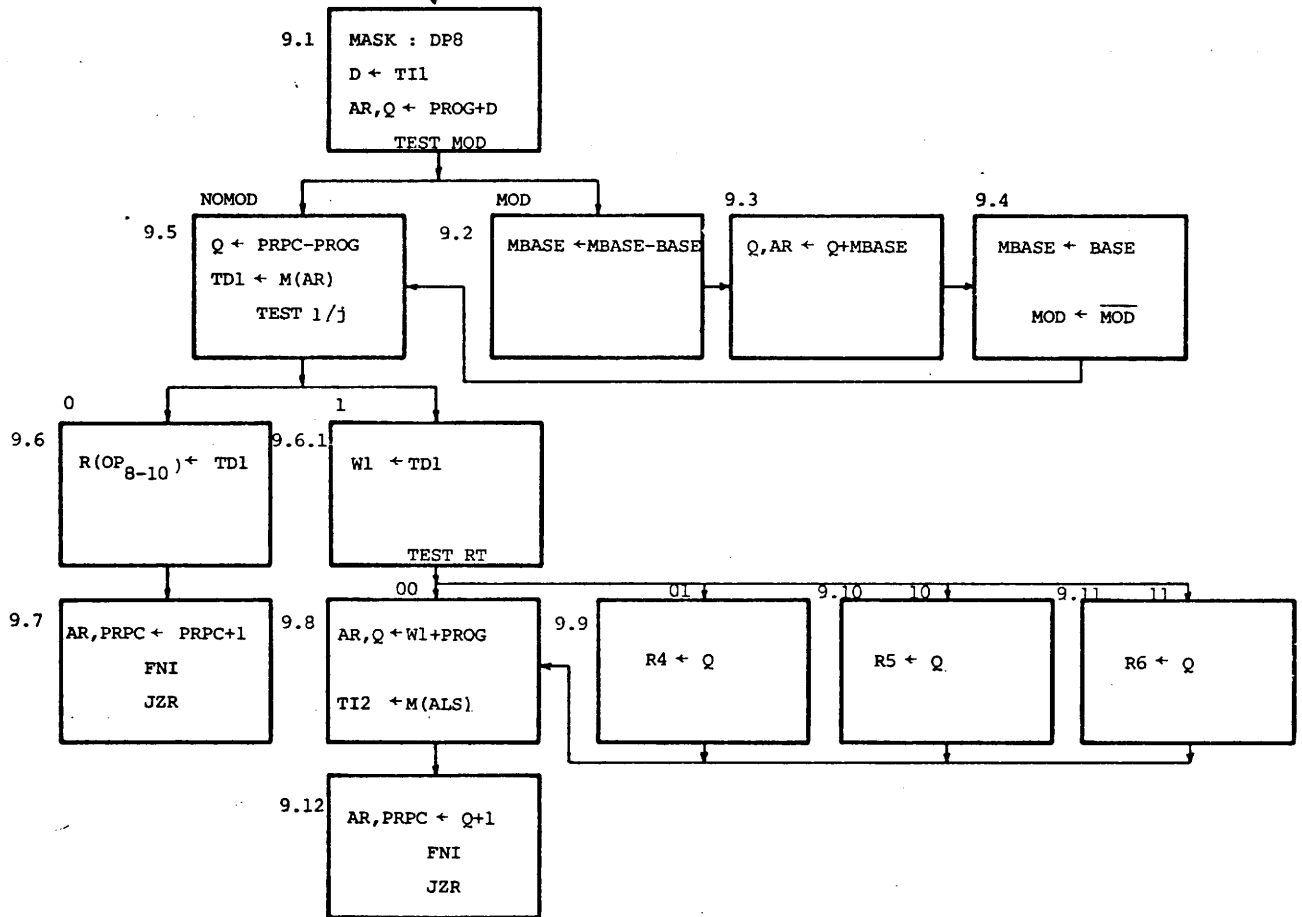 9.1
MASK : DP8
D ← TI1
AR,Q ← PROG+D
TEST MOD
NOMOD
MOD
9.3
9.4
9.5
Q ← PRPC-PROG
TD1 ← M(AR)
TEST 1/j
9.2
MBASE ←MBASE-BASE
Q,AR ← Q+MBASE
MBASE ← BASE
MOD ← M̅O̅D̅
0
1
9.6
R(OP8-10)← TD1
9.6.1
W1 ←TD1
TEST RT
00
01
9.10
10
9.11
11
9.7
AR,PRPC ← PRPC+1
FNI
JZR
9.8
AR,Q ←W1+PROG
TI2 ←M(ALS)
9.9
R4 ← Q
R5 ← Q
R6 ← Q
9.12
AR,PRPC ← Q+1
FNI
JZR